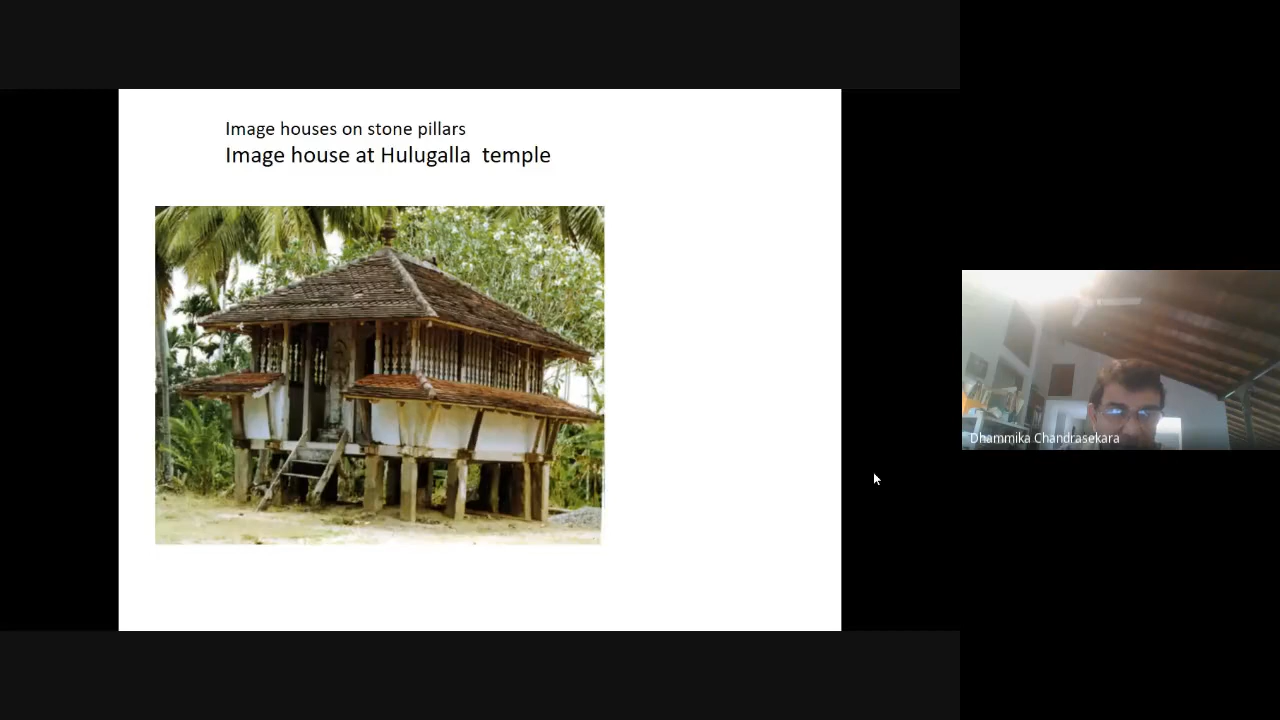 Image houses on stone pillars
Image house at Hulugalla  temple
Dhammika Chandrasekara